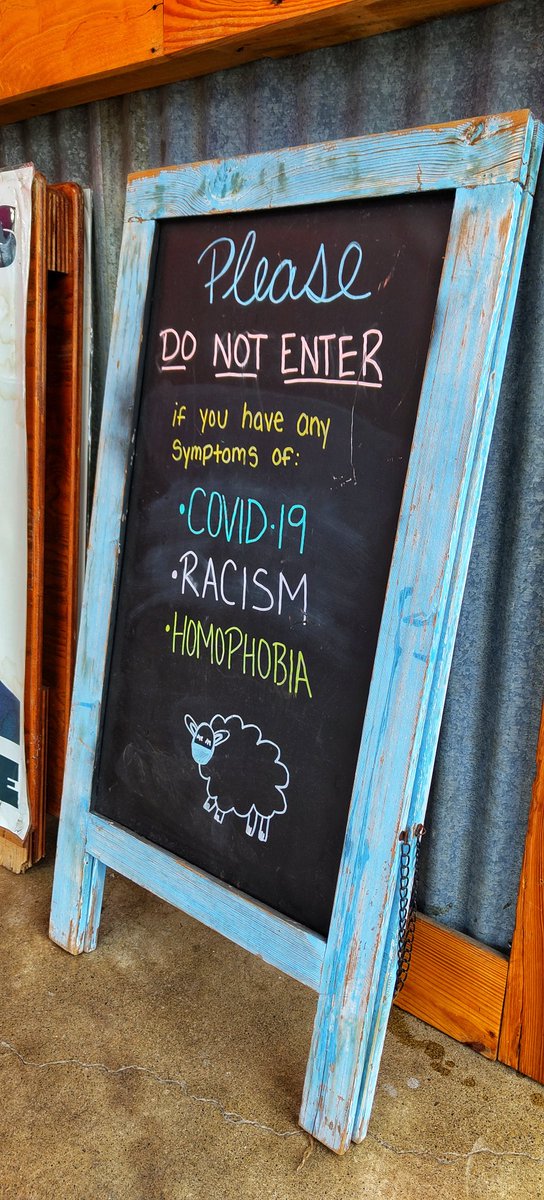 Please
DO NOT ENTER
if you have any
symptoms of:
•COVID•19
•RACISM
•HOMOPHOBIA
E